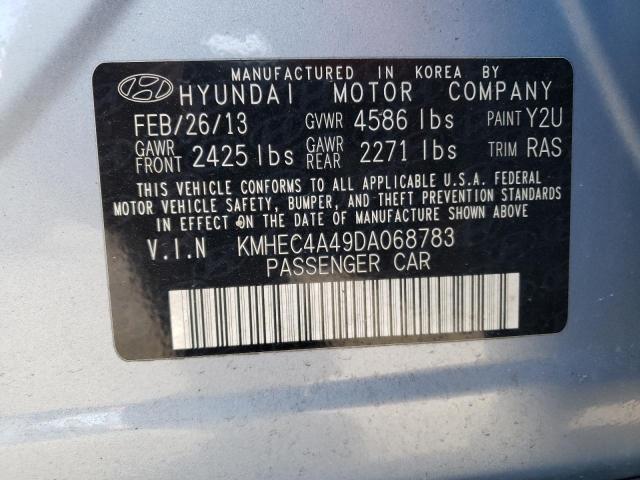 MANUFACTURED IN KOREA BY
HYUNDAI MOTOR COMPANY
FEB/26/13 GVWR 4586 lbs PAINT Y2U
GAWR FRONT 2425 lbs GAWR REAR 2271 lbs TRIM RAS
THIS VEHICLE CONFORMS TO ALL APPLICABLE U.S.A. FEDERAL
MOTOR VEHICLE SAFETY, BUMPER, AND THEFT PREVENTION STANDARDS
IN EFFECT ON THE DATE OF MANUFACTURE SHOWN ABOVE
V.I.N KMHEC4A49DA068783
PASSENGER CAR